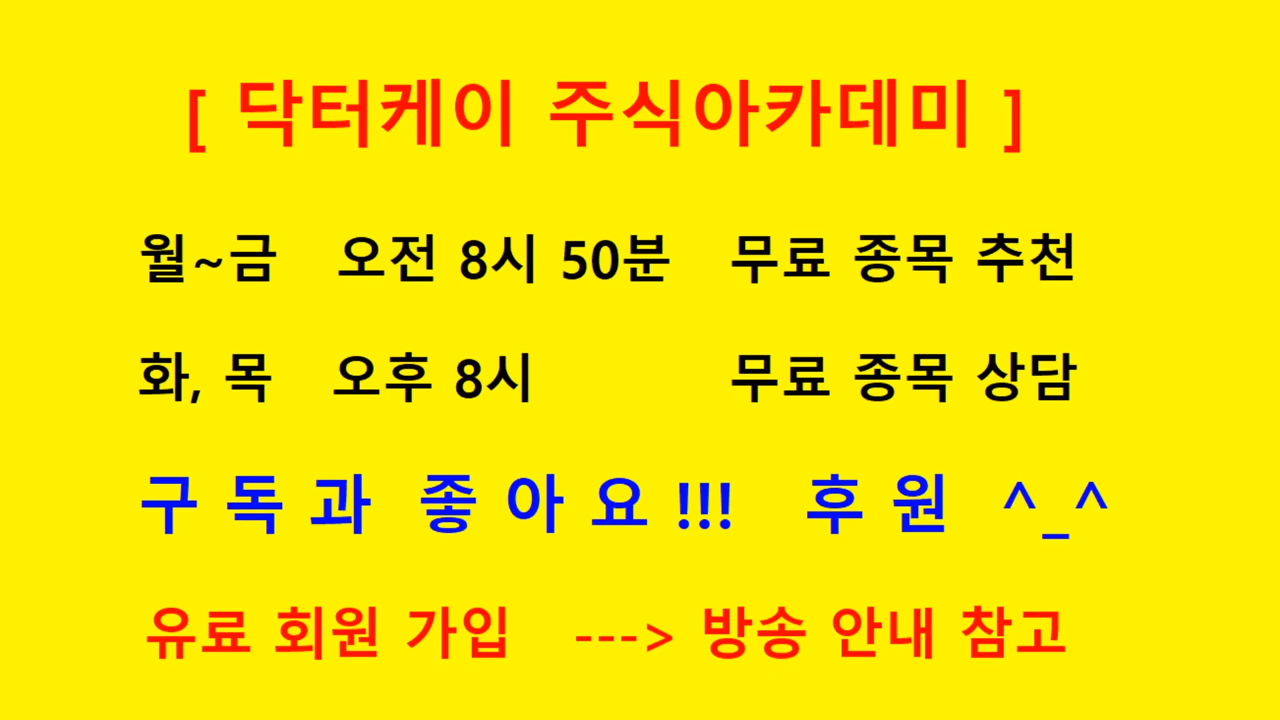 [ 닥터케이 주식아카데미 ]
월~금 오전 8시 50분 무료 종목 추천
화, 목 오후 8시 무료 종목 상담
구 독 과 좋 아 요 !!! 후 원 ^_^
유료 회원 가입 ---> 방송 안내 참고